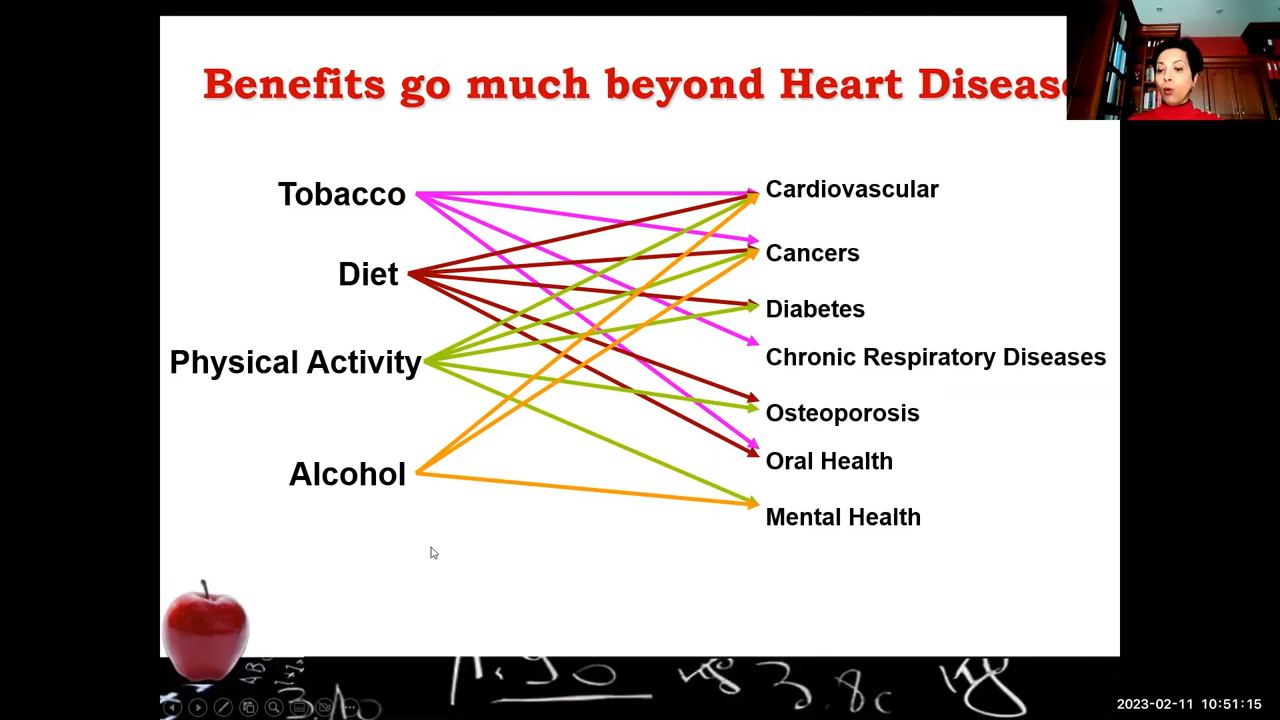 Benefits go much beyond Heart Disease
Tobacco
Cardiovascular
Diet
Cancers
Diabetes
Physical Activity
Chronic Respiratory Diseases
Osteoporosis
Alcohol
Oral Health
Mental Health
2023-02-11 10:51:15